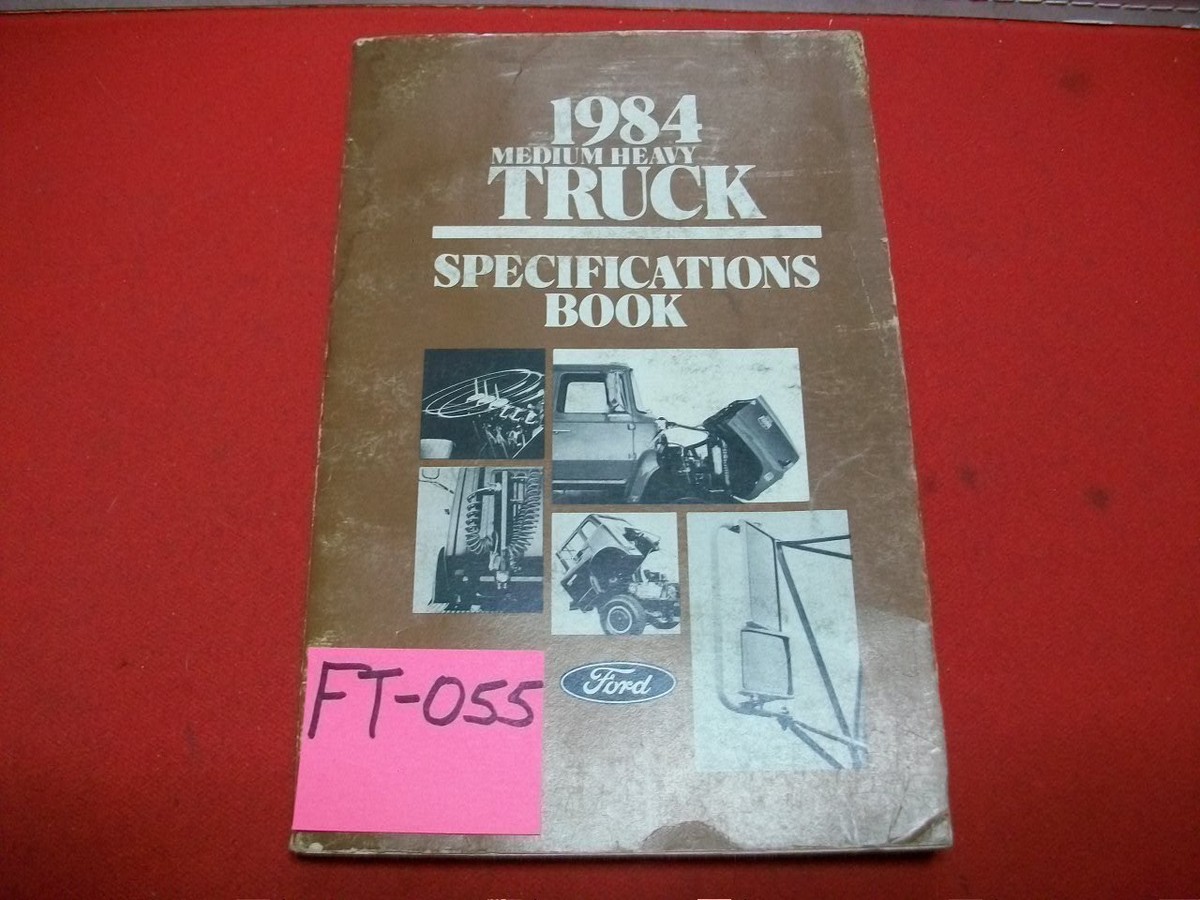 1984
MEDIUM HEAVY
TRUCK
SPECIFICATIONS
BOOK
Ford
FT-055